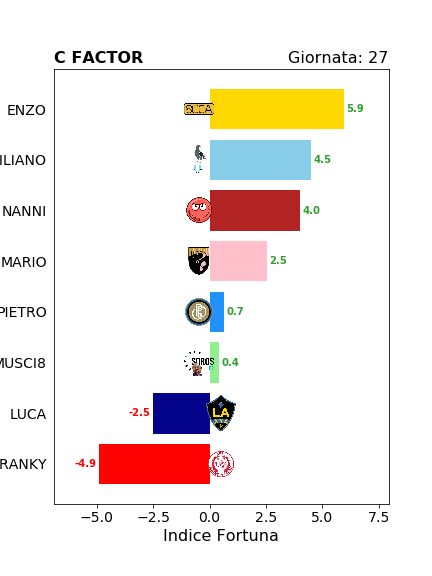 C FACTOR Giornata: 27
ENZO 5.9
ILIANO 4.5
NANNI 4.0
MARIO 2.5
PIETRO 0.7
MUSCI8 0.4
LUCA -2.5 LA
RANKY -4.9
−5.0 −2.5 0.0 2.5 5.0 7.5
Indice Fortuna